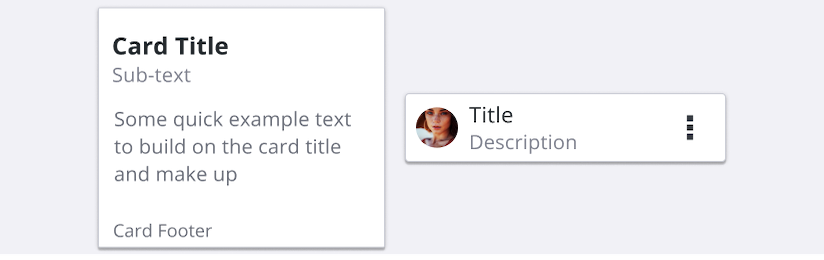 Card Title
Sub-text
Some quick example text
to build on the card title
and make up
Card Footer
Title
Description